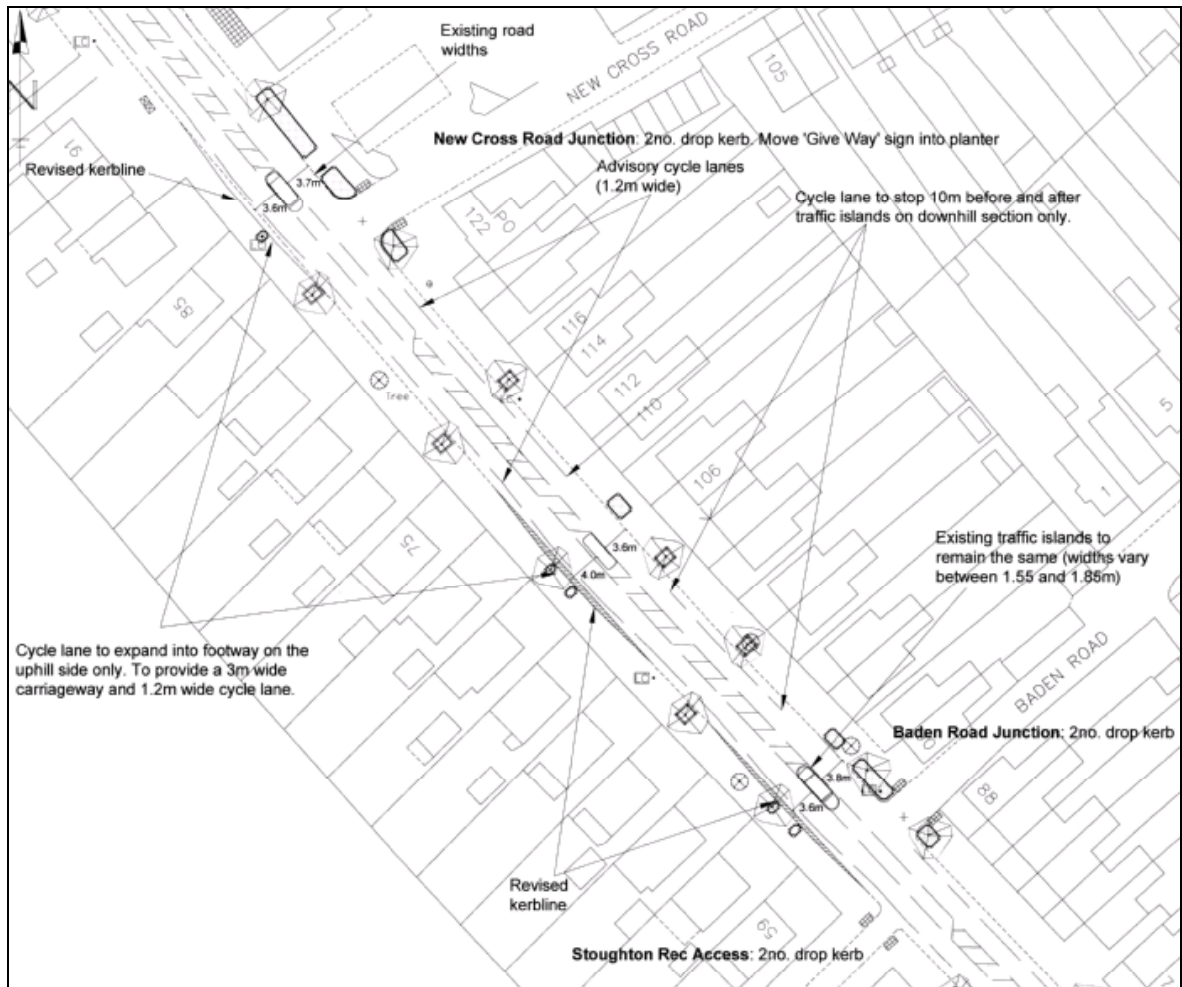 Existing road
widths
NEW CROSS ROAD
105
New Cross Road Junction: 2no. drop kerb. Move 'Give Way' sign into planter
Revised kerbline
91
3.7m
Advisory cycle lanes
(1.2m wide)
Cycle lane to stop 10m before and after
traffic islands on downhill section only.
3.6m
PO
122
85
116
114
Tree
112
110
5
106
1
75
3.6m
4.0m
Existing traffic islands to
remain the same (widths vary
between 1.55 and 1.85m)
Cycle lane to expand into footway on the
uphill side only. To provide a 3m wide
carriageway and 1.2m wide cycle lane.
BADEN ROAD
Baden Road Junction: 2no. drop kerb
3.8m
3.6m
88
Revised
kerbline
59
Stoughton Rec Access: 2no. drop kerb